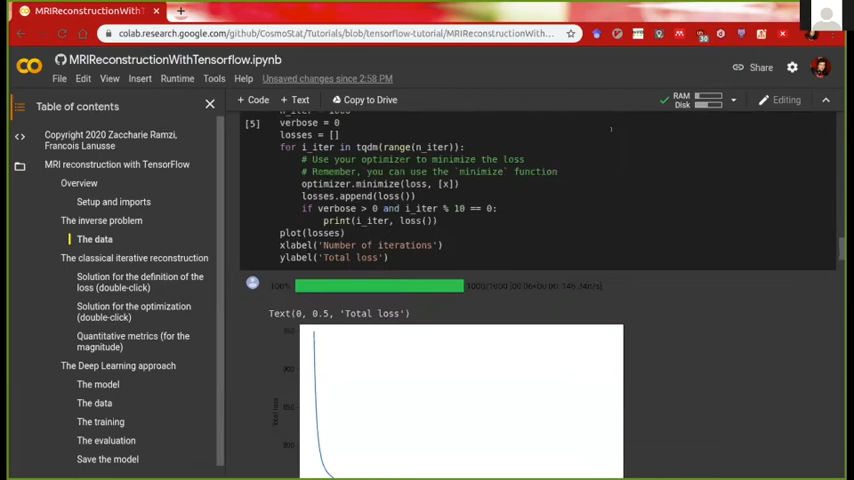 MRIReconstructionWithT
colab.research.google.com/github/CosmoStat/Tutorials/blob/tensorflow-tutorial/MRIReconstructionWith...
30
MRIReconstructionWithTensorflow.ipynb
File Edit View Insert Runtime Tools Help Unsaved changes since 2:58 PM
Share
+ Code + Text Copy to Drive
RAM
Disk
Editing
Table of contents
Copyright 2020 Zaccharie Ramzi,
Francois Lanusse
MRI reconstruction with TensorFlow
Overview
Setup and imports
The inverse problem
The data
The classical iterative reconstruction
Solution for the definition of the
loss (double-click)
Solution for the optimization
(double-click)
Quantitative metrics (for the
magnitude)
The Deep Learning approach
The model
The data
The training
The evaluation
Save the model
[5]
verbose = 0
losses = []
for i_iter in tqdm(range(n_iter)):
# Use your optimizer to minimize the loss
# Remember, you can use the `minimize` function
optimizer.minimize(loss, [x])
losses.append(loss())
if verbose > 0 and i_iter % 10 == 0:
print(i_iter, loss())
plot(losses)
xlabel('Number of iterations')
ylabel('Total loss')
100%
Text(0, 0.5, 'Total loss')
Total loss